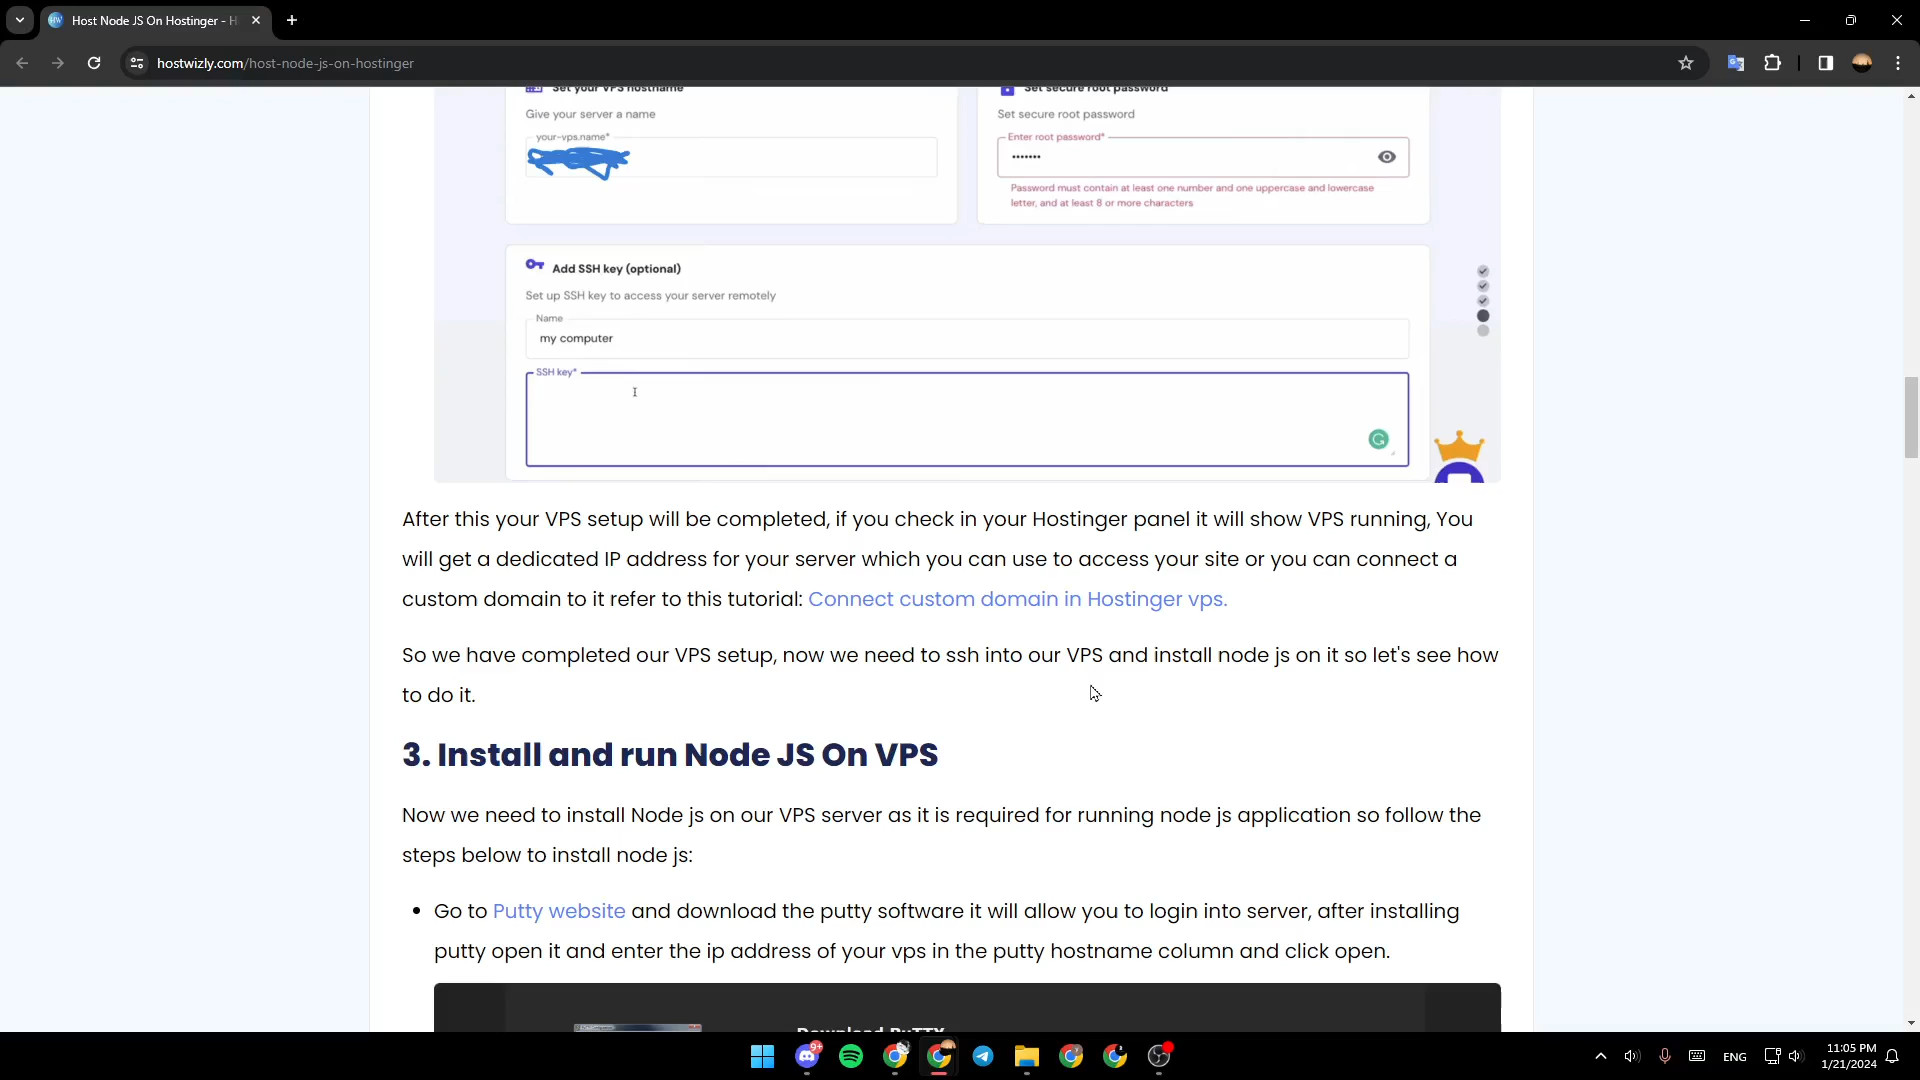 Host Node JS On Hostinger - H
hostwizly.com/host-node-js-on-hostinger
Set your VPS hostname
Set secure root password
Give your server a name
Set secure root password
your-vps.name*
Enter root password*
•••••••
Password must contain at least one number and one uppercase and lowercase
letter, and at least 8 or more characters
Add SSH key (optional)
Set up SSH key to access your server remotely
Name
my computer
SSH key*
After this your VPS setup will be completed, if you check in your Hostinger panel it will show VPS running, You
will get a dedicated IP address for your server which you can use to access your site or you can connect a
custom domain to it refer to this tutorial: Connect custom domain in Hostinger vps.
So we have completed our VPS setup, now we need to ssh into our VPS and install node js on it so let's see how
to do it.
3. Install and run Node JS On VPS
Now we need to install Node js on our VPS server as it is required for running node js application so follow the
steps below to install node js:
• Go to Putty website and download the putty software it will allow you to login into server, after installing
putty open it and enter the ip address of your vps in the putty hostname column and click open.
Download PuTTY
9+
ENG
11:05 PM
1/21/2024